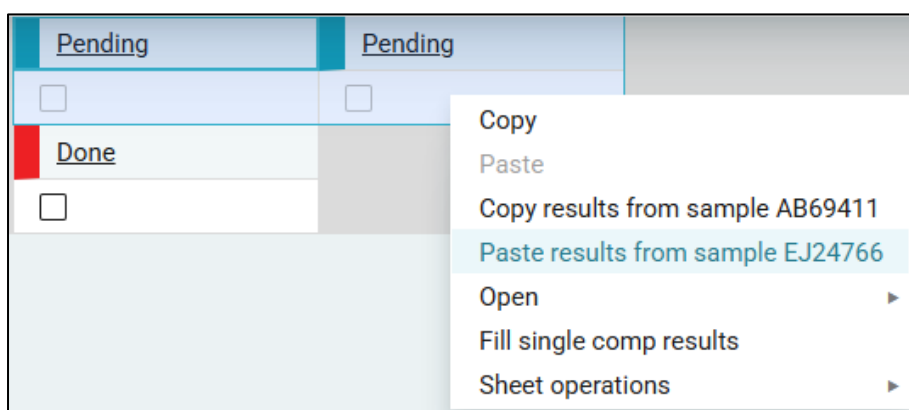 Pending
Pending
Done
Copy
Paste
Copy results from sample AB69411
Paste results from sample EJ24766
Open
Fill single comp results
Sheet operations